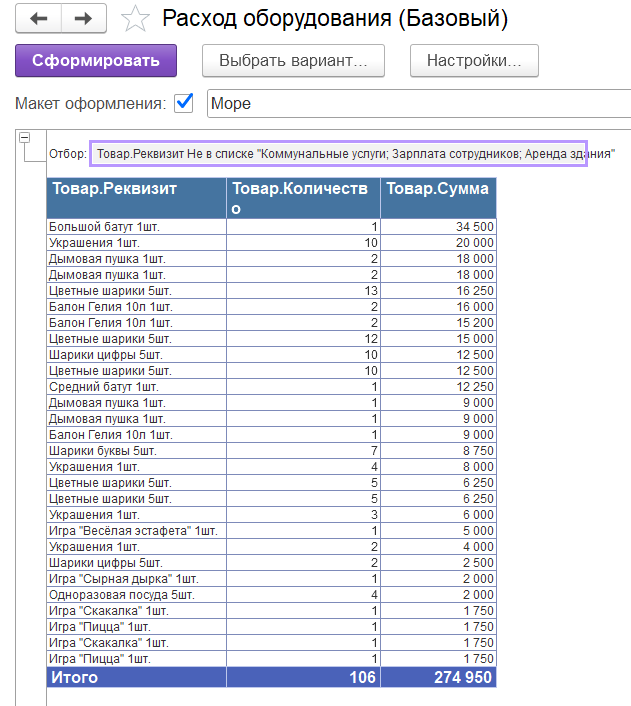 Расход оборудования (Базовый)
Сформировать Выбрать вариант... Настройки...
Макет оформления: Море
Отбор: Товар.Реквизит Не в списке "Коммунальные услуги; Зарплата сотрудников; Аренда здания"
Товар.Реквизит Товар.Количеств Товар.Сумма
о
Большой батут 1шт. 1 34 500
Украшения 1шт. 10 20 000
Дымовая пушка 1шт. 2 18 000
Дымовая пушка 1шт. 2 18 000
Цветные шарики 5шт. 13 16 250
Балон Гелия 10л 1шт. 2 16 000
Балон Гелия 10л 1шт. 2 15 200
Цветные шарики 5шт. 12 15 000
Шарики цифры 5шт. 10 12 500
Цветные шарики 5шт. 10 12 500
Средний батут 1шт. 1 12 250
Дымовая пушка 1шт. 1 9 000
Дымовая пушка 1шт. 1 9 000
Балон Гелия 10л 1шт. 1 9 000
Шарики буквы 5шт. 7 8 750
Украшения 1шт. 4 8 000
Цветные шарики 5шт. 5 6 250
Цветные шарики 5шт. 5 6 250
Украшения 1шт. 3 6 000
Игра "Весёлая эстафета" 1шт. 1 5 000
Украшения 1шт. 2 4 000
Шарики цифры 5шт. 2 2 500
Игра "Сырная дырка" 1шт. 1 2 000
Одноразовая посуда 5шт. 4 2 000
Игра "Скакалка" 1шт. 1 1 750
Игра "Пицца" 1шт. 1 1 750
Игра "Скакалка" 1шт. 1 1 750
Игра "Пицца" 1шт. 1 1 750
Итого 106 274 950